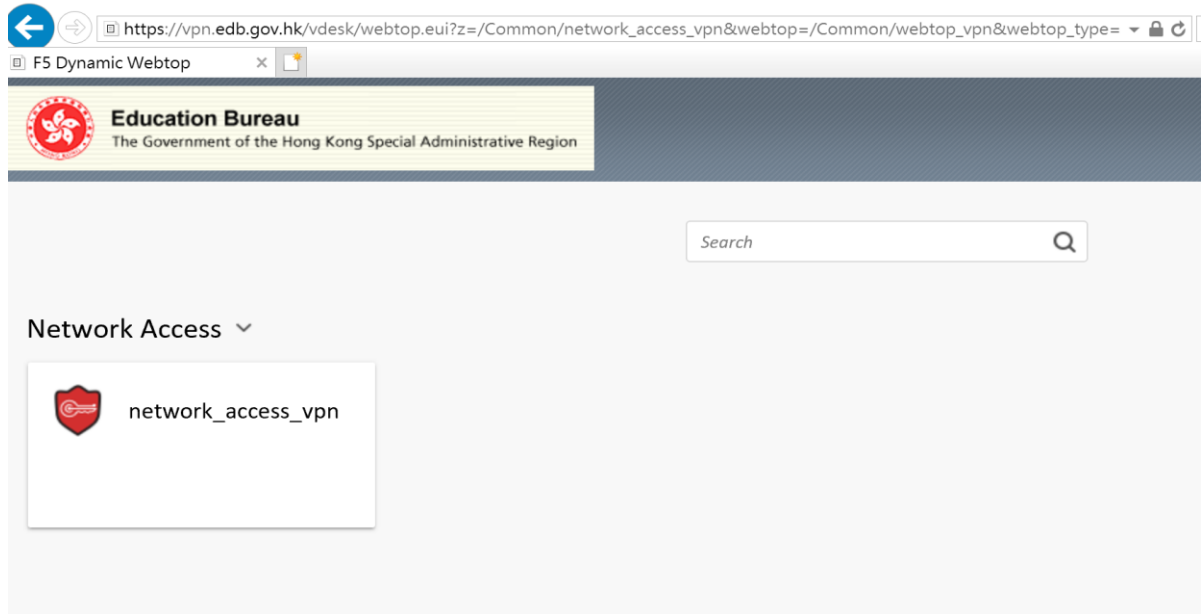 https://vpn.edb.gov.hk/vdesk/webtop.eui?z=/Common/network_access_vpn&webtop=/Common/webtop_vpn&webtop_type=
F5 Dynamic Webtop
Education Bureau
The Government of the Hong Kong Special Administrative Region
Search
Network Access
network_access_vpn